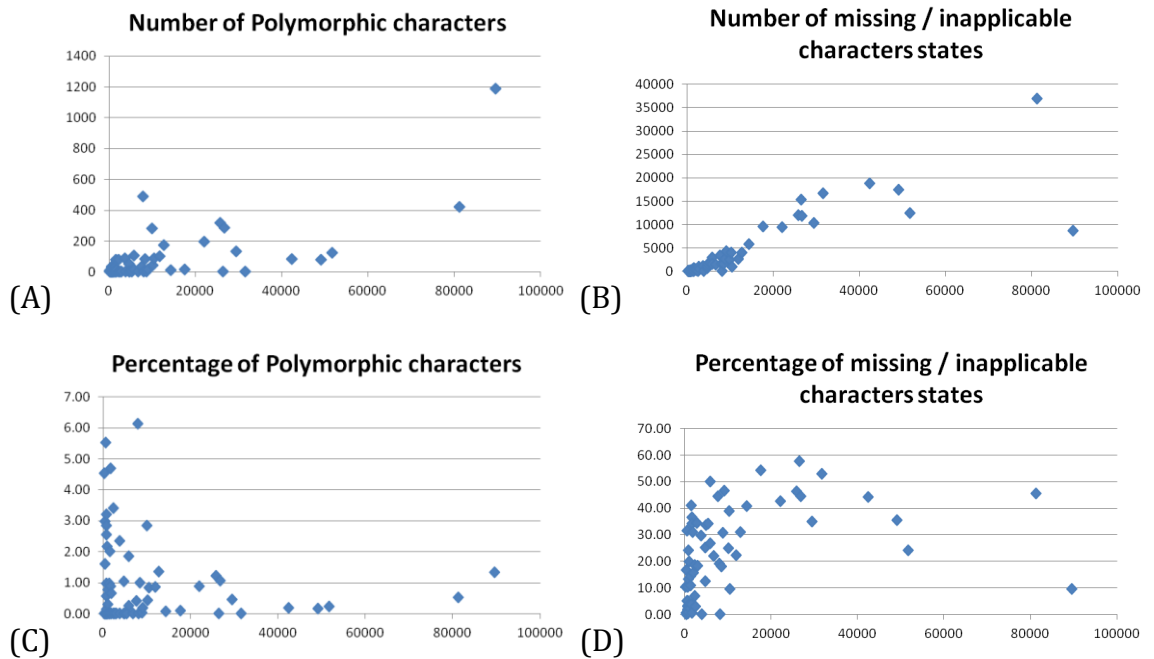 Number of Polymorphic characters
1400
1200
1000
800
600
400
200
0
0 20000 40000 60000 80000 100000
(A)
Number of missing / inapplicable
characters states
40000
35000
30000
25000
20000
15000
10000
5000
0
0 20000 40000 60000 80000 100000
(B)
Percentage of Polymorphic characters
7.00
6.00
5.00
4.00
3.00
2.00
1.00
0.00
0 20000 40000 60000 80000 100000
(C)
Percentage of missing / inapplicable
characters states
70.00
60.00
50.00
40.00
30.00
20.00
10.00
0.00
0 20000 40000 60000 80000 100000
(D)